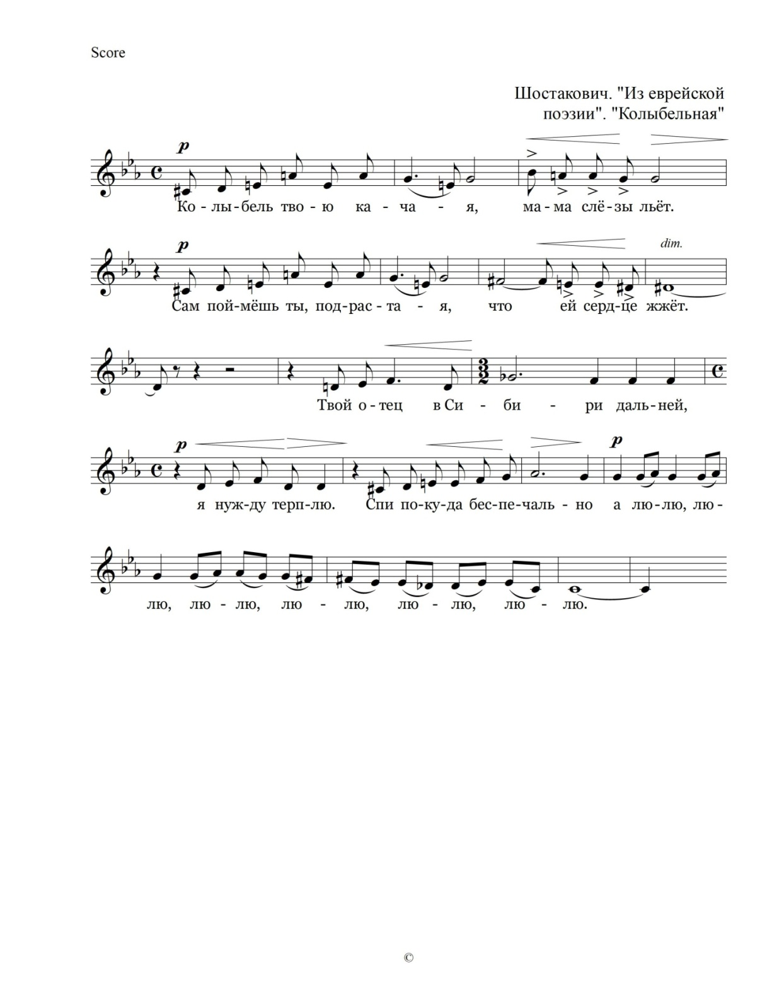 Score
Шостакович. "Из еврейской
поэзии". "Колыбельная"
p
Ко - лы - бель тво - ю ка - ча - я, ма - ма слё - зы льёт.
p dim.
Сам пой - мёшь ты, под - рас - та - я, что ей серд - це жжёт.
3
2
Твой о - тец в Си - би - ри даль - ней,
p p
я нуж - ду терп - лю. Спи по - ку - да бес - пе - чаль - но а лю - лю, лю -
лю, лю - лю, лю - лю, лю - лю, лю - лю.
©